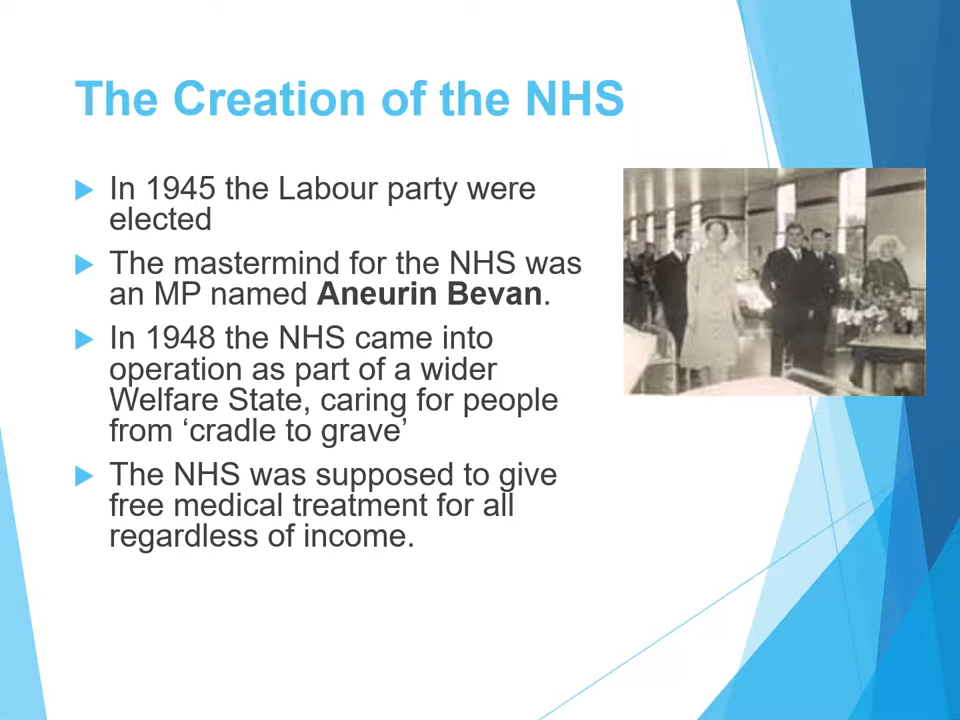 The Creation of the NHS
In 1945 the Labour party were
elected
The mastermind for the NHS was
an MP named Aneurin Bevan.
In 1948 the NHS came into
operation as part of a wider
Welfare State, caring for people
from ‘cradle to grave’
The NHS was supposed to give
free medical treatment for all
regardless of income.